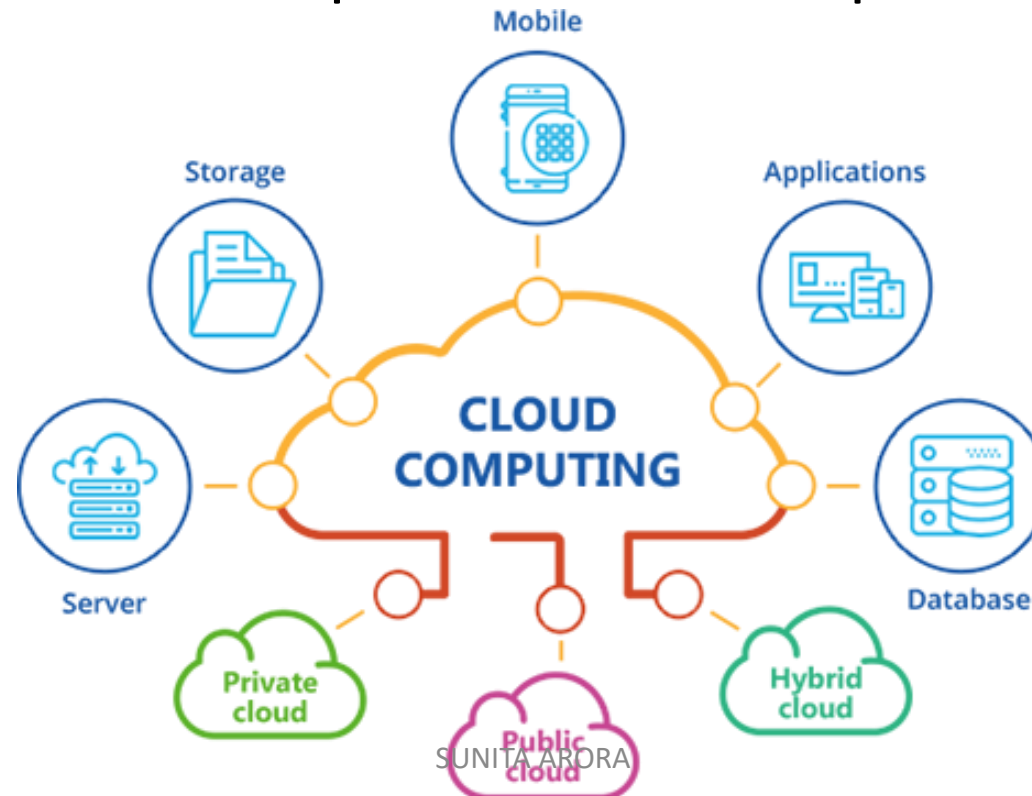 Mobile
Storage
Applications
CLOUD
COMPUTING
Server
Database
Private
cloud
Hybrid
cloud
Public
cloud
SUNITA ARORA